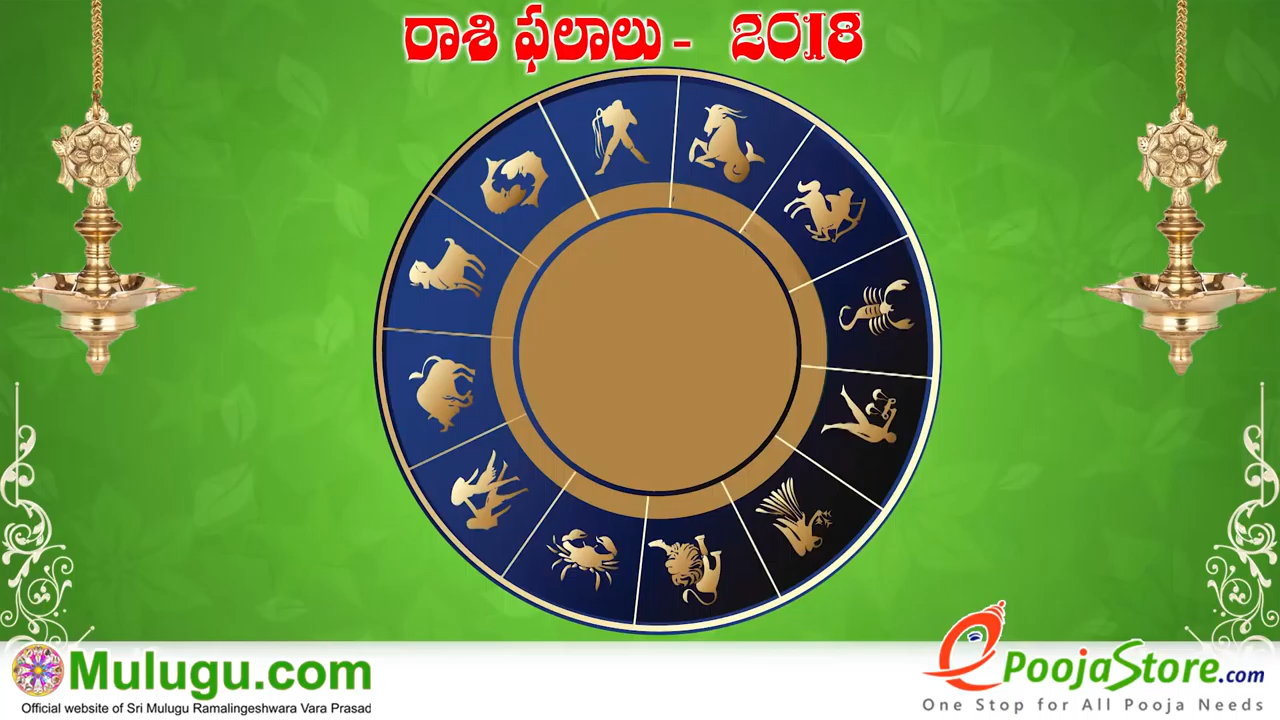 రాశి ఫలాలు - 2018
Mulugu.com
Official website of Sri Mulugu Ramalingeshwara Vara Prasad
ePoojaStore.com
One Stop for All Pooja Needs